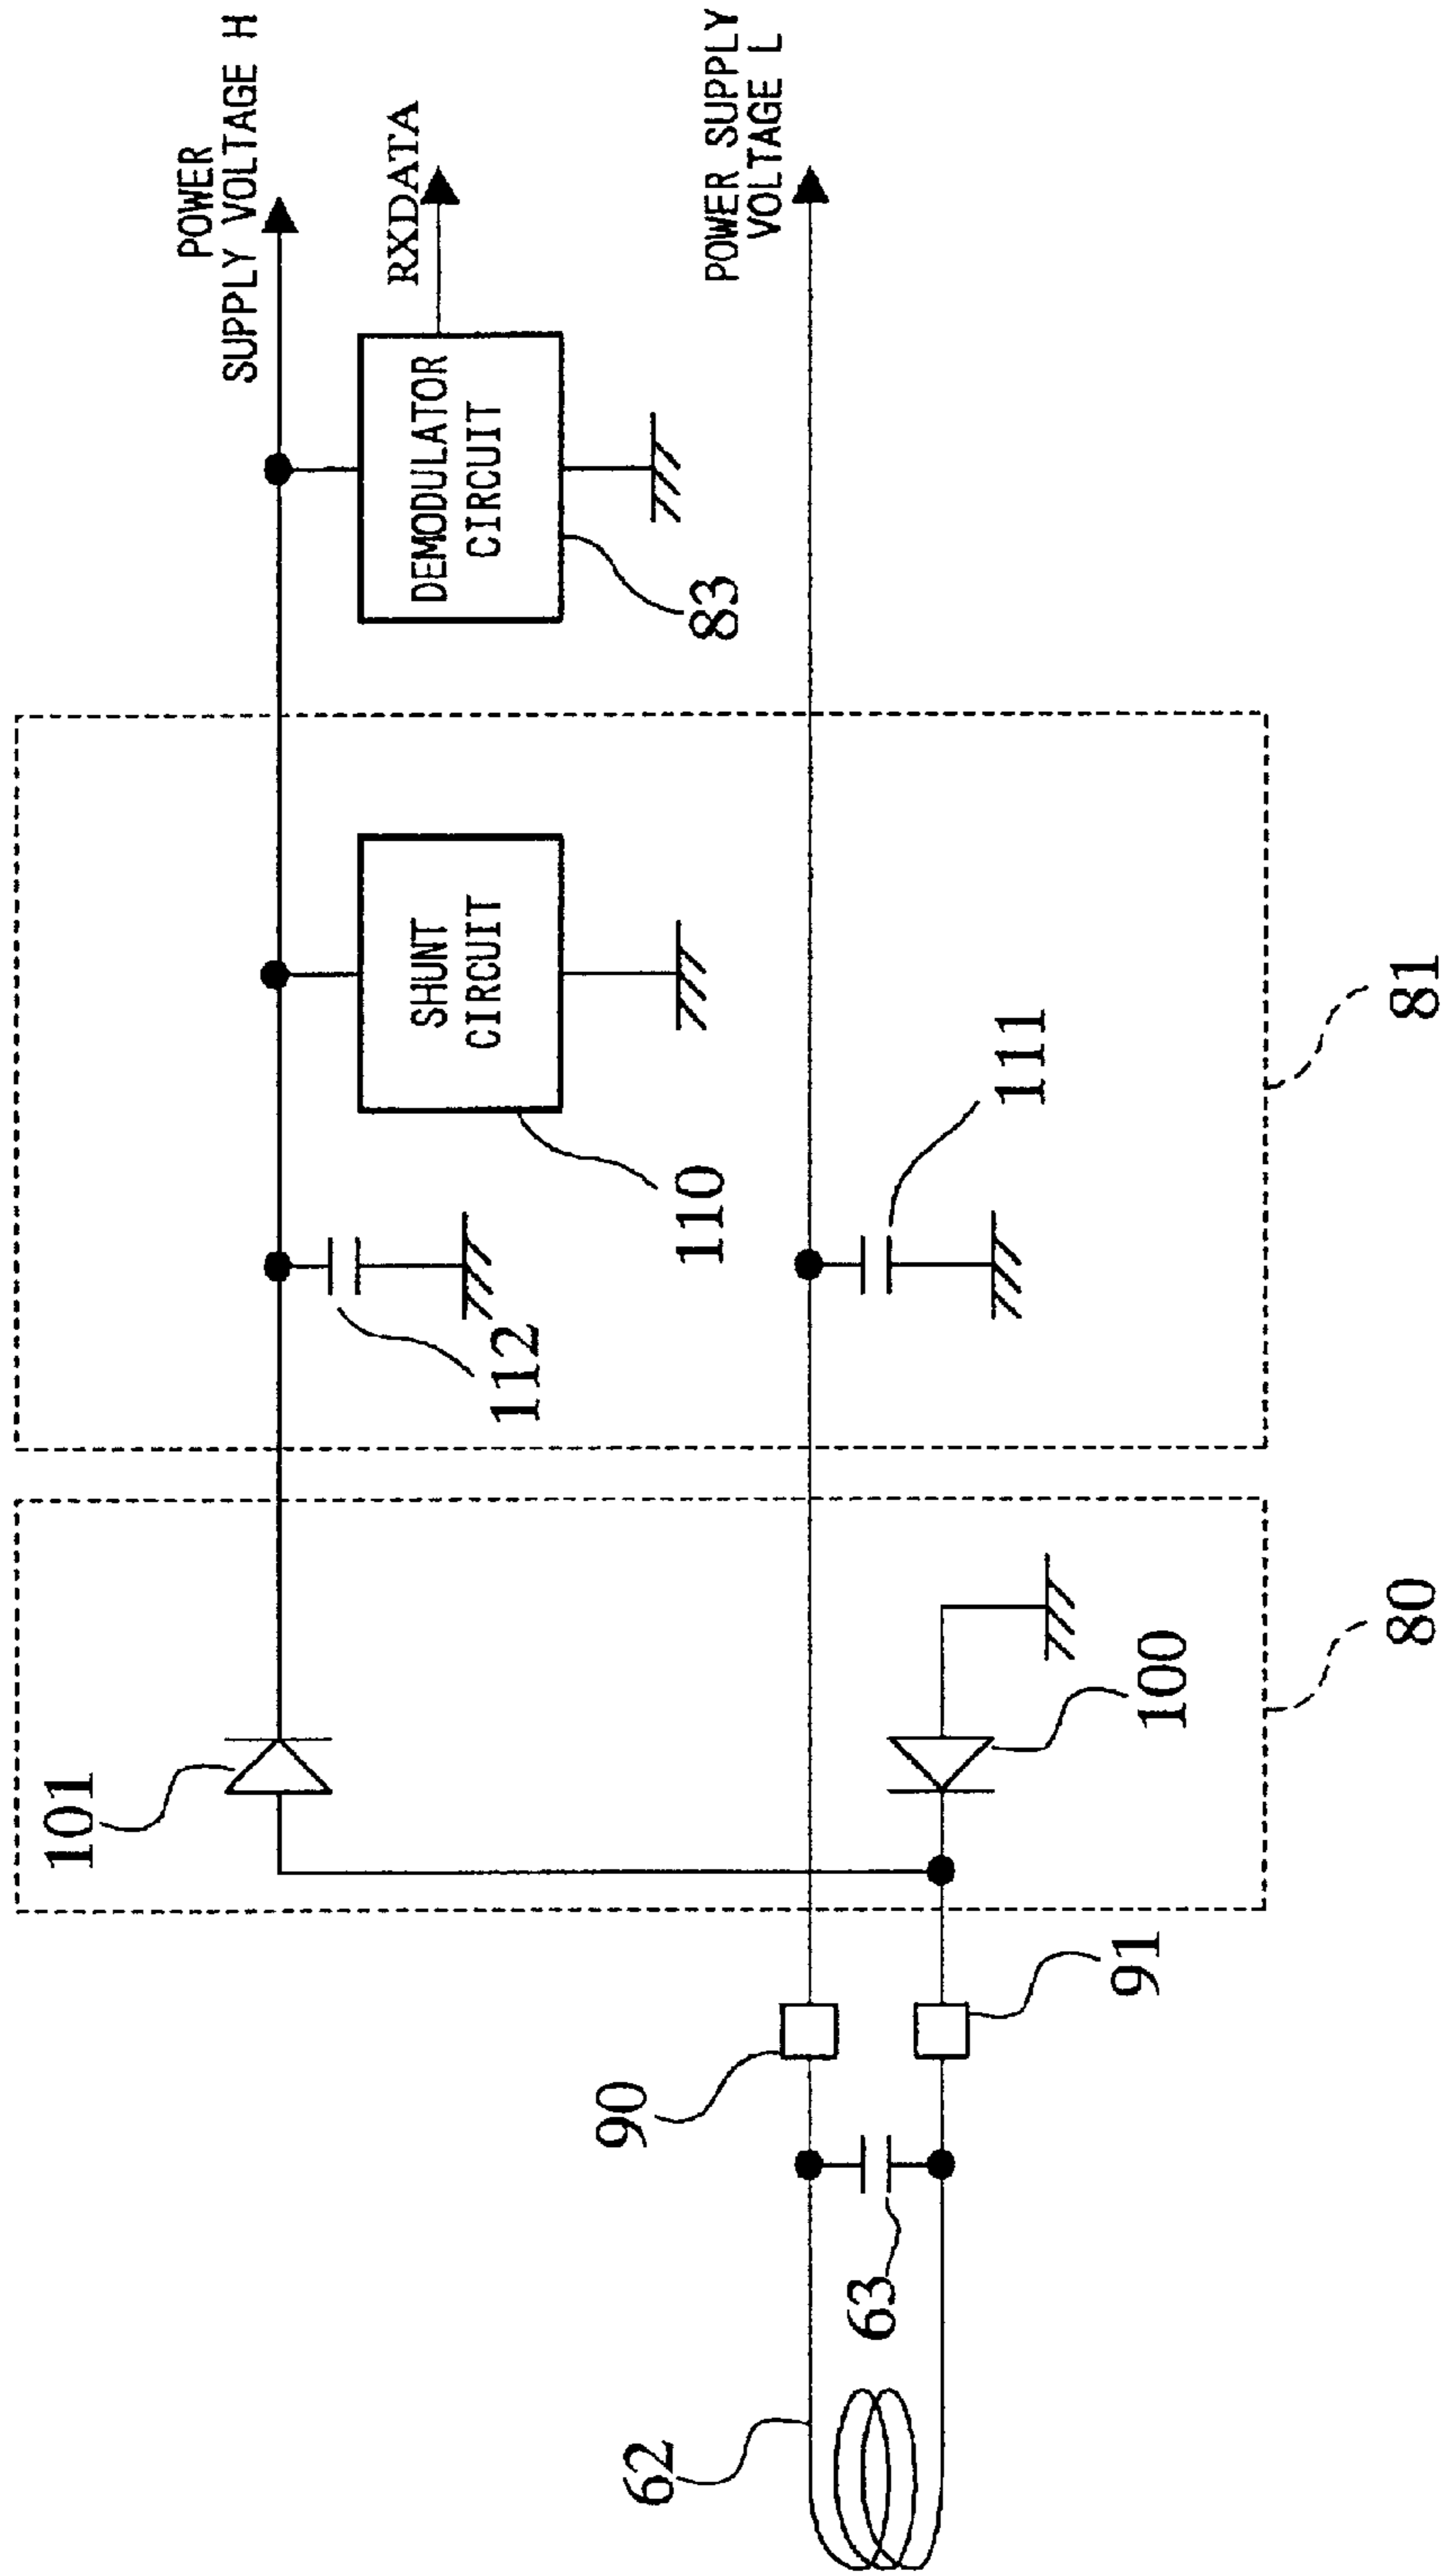 POWER
SUPPLY VOLTAGE H
RXDATA
DEMODULATOR
CIRCUIT
83
POWER SUPPLY
VOLTAGE L
SHUNT
CIRCUIT
110
112
111
81
101
100
80
90
91
63
62